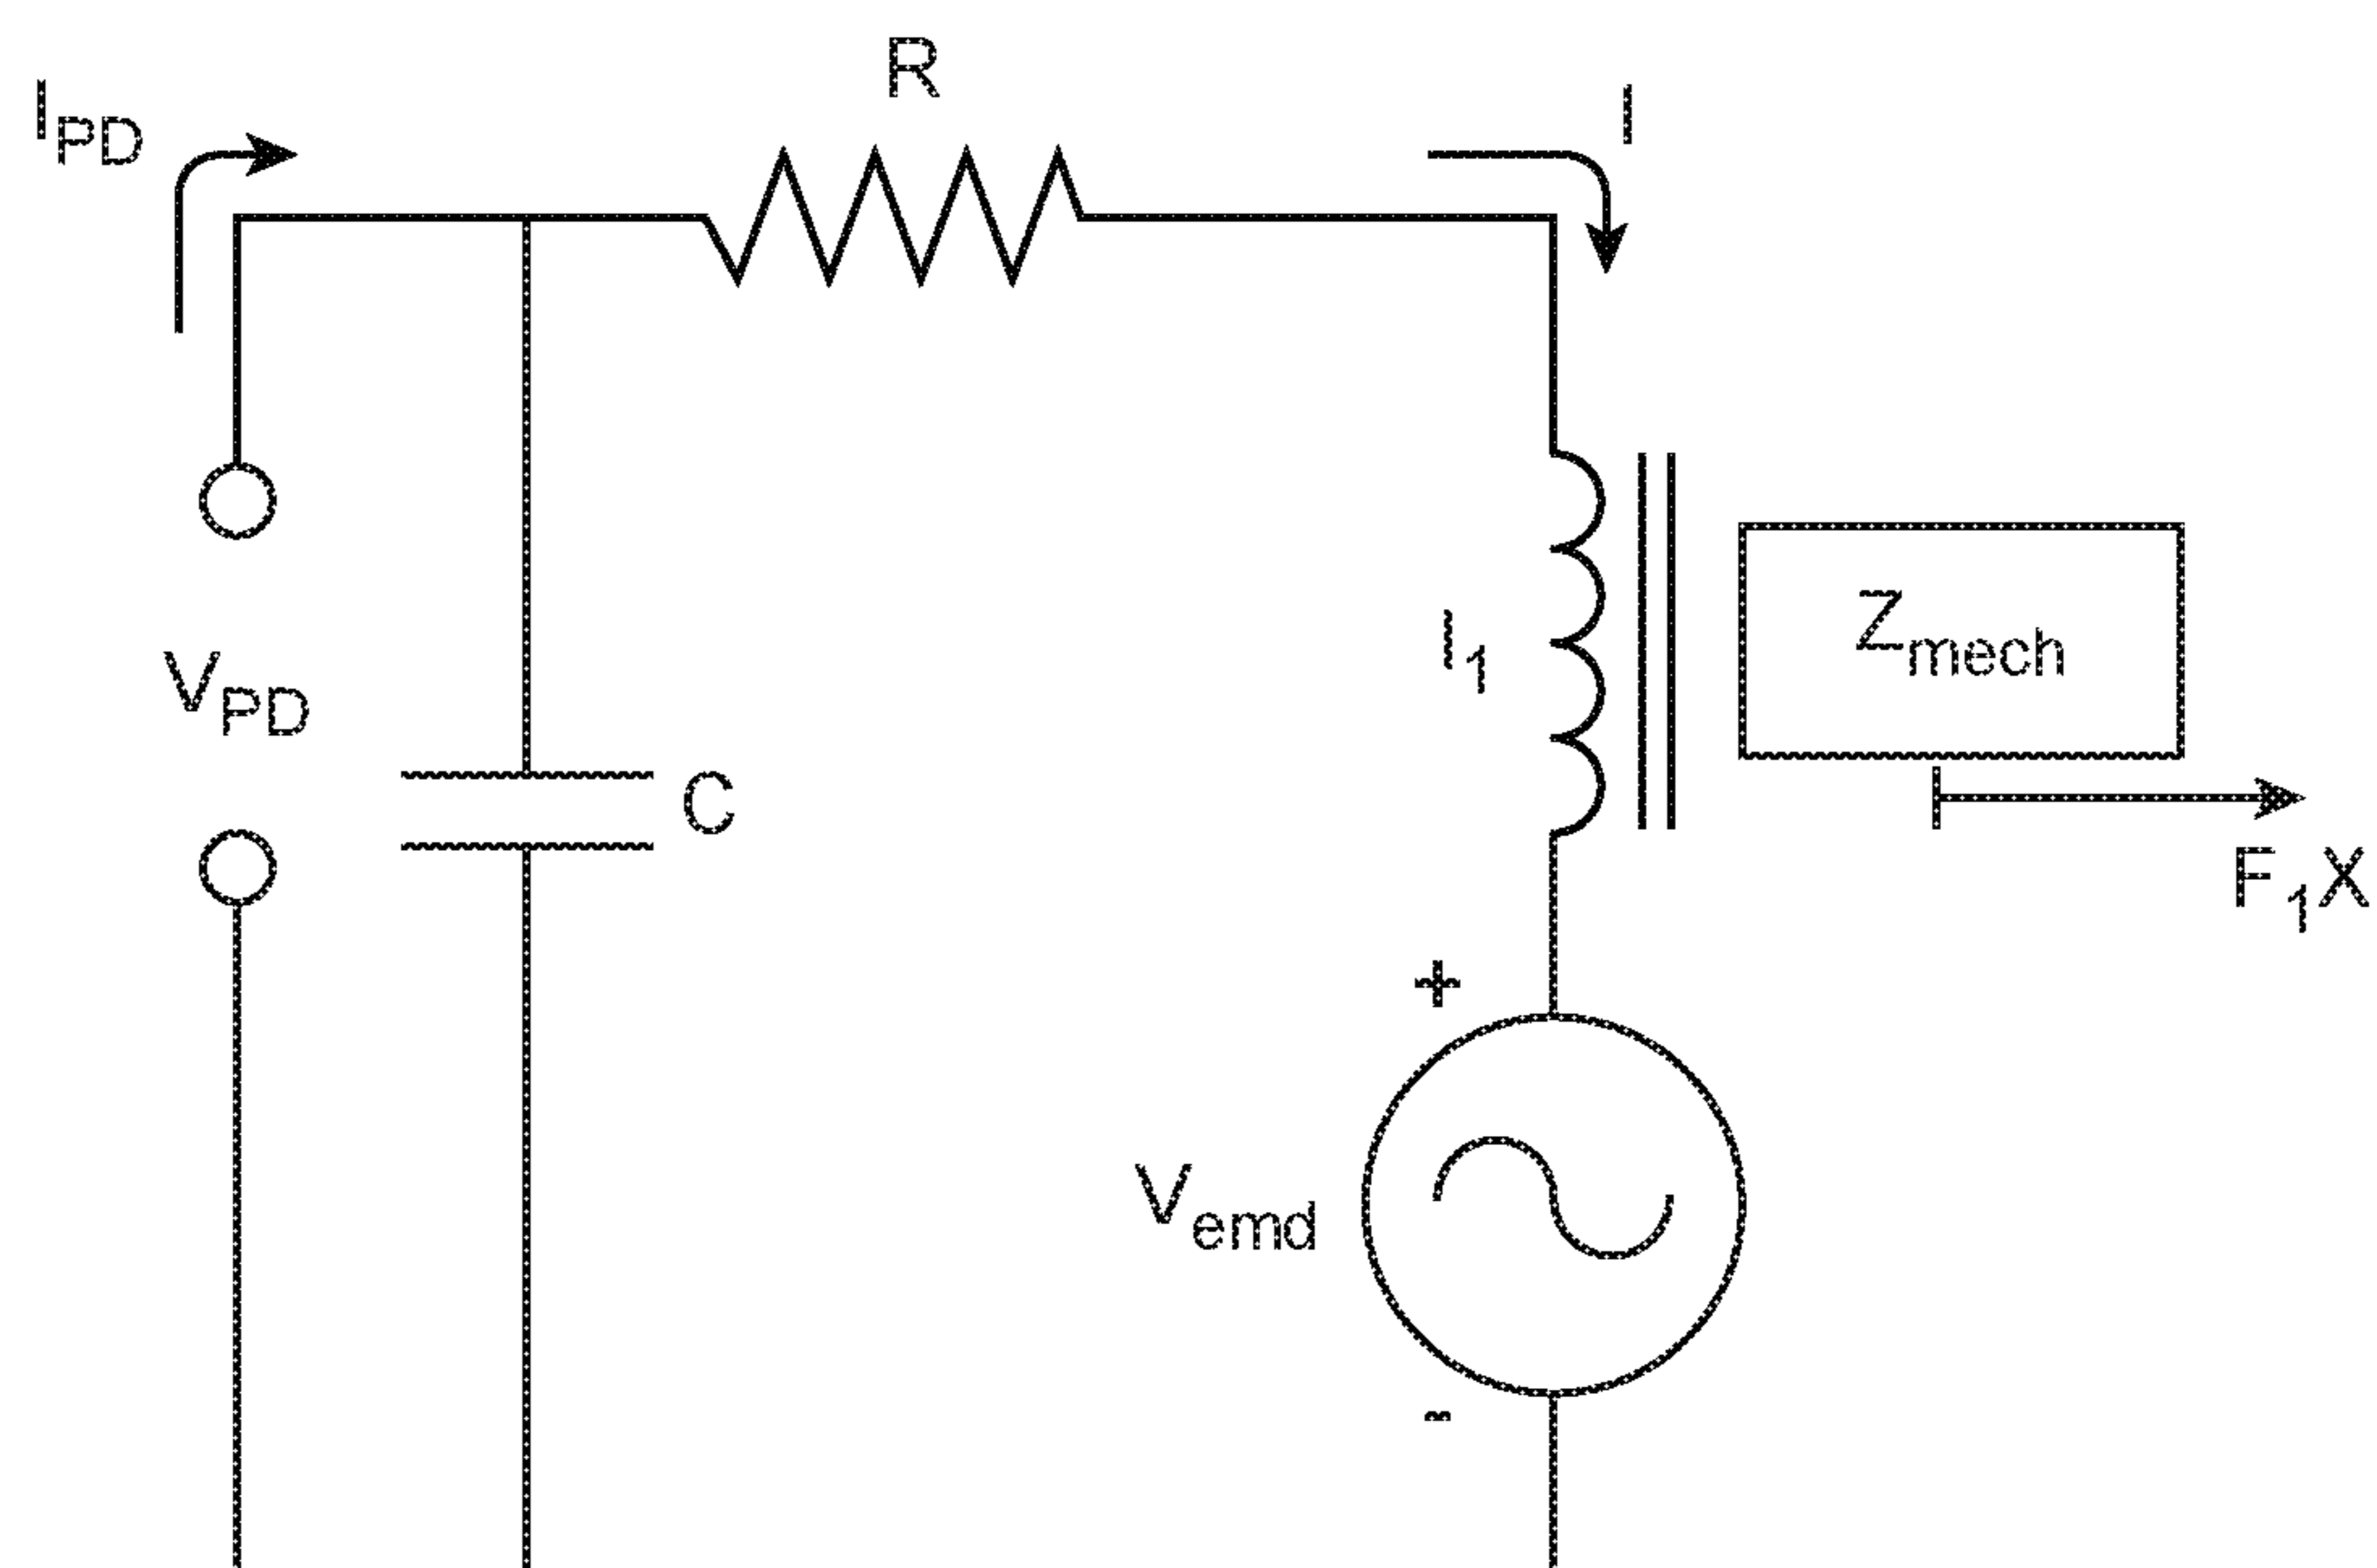 R
I
I_PD
I_1
Z_mech
V_PD
C
F_1X
+
V_emd
-